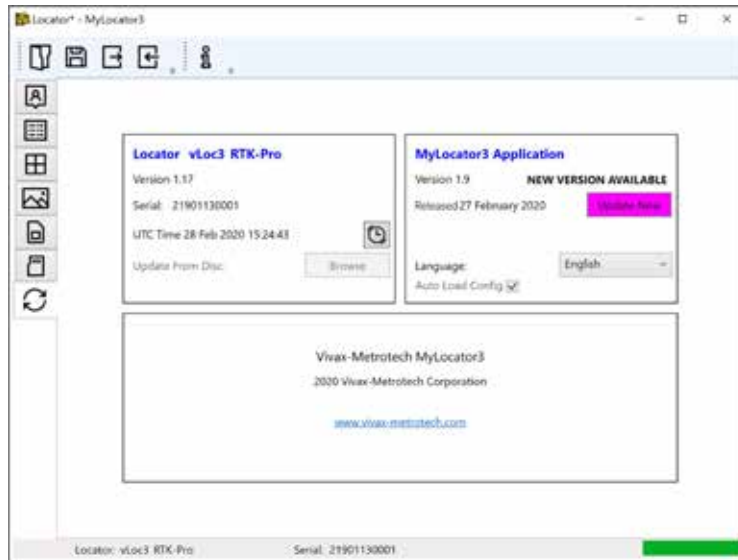 Locator* - MyLocator3
Locator vLoc3 RTK-Pro
Version 1.17
Serial: 21901130001
UTC Time 28 Feb 2020 15:24:43
Update From Disc:
Browse
MyLocator3 Application
Version 1.9
NEW VERSION AVAILABLE
Released 27 February 2020
Update Now
Language:
English
Auto Load Config
Vivax-Metrotech MyLocator3
2020 Vivax-Metrotech Corporation
www.vivax-metrotech.com
Locator: vLoc3 RTK-Pro
Serial: 21901130001